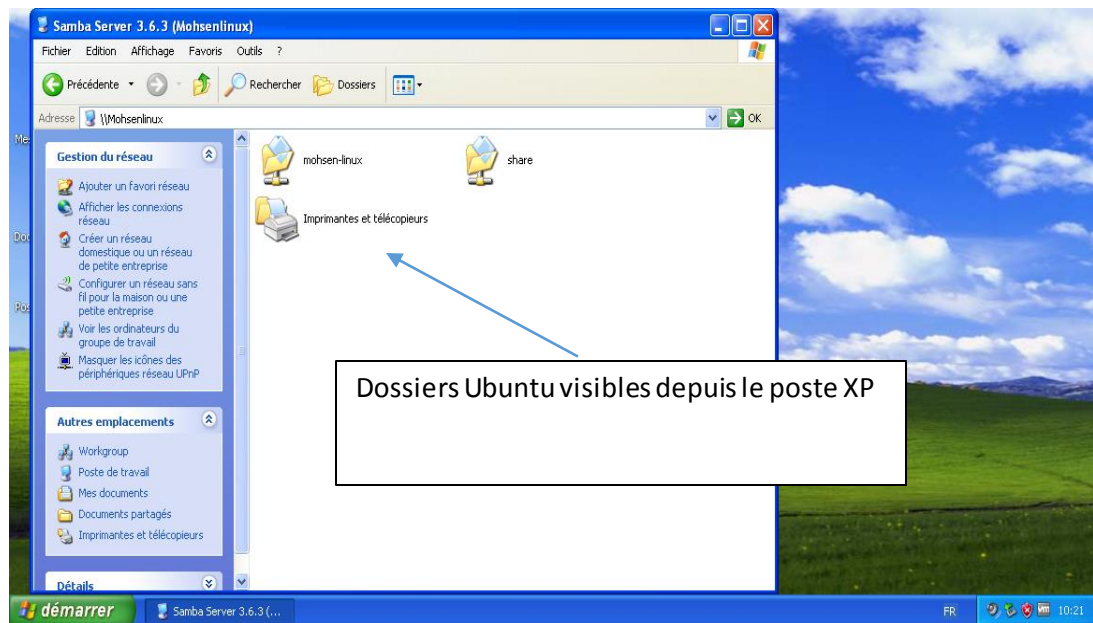 Samba Server 3.6.3 (Mohsenlinux)
Fichier Edition Affichage Favoris Outils ?
Précédente Rechercher Dossiers
Adresse \\Mohsenlinux OK
Gestion du réseau
Ajouter un favori réseau
Afficher les connexions
réseau
Créer un réseau
domestique ou un réseau
de petite entreprise
Configurer un réseau sans
fil pour la maison ou une
petite entreprise
Voir les ordinateurs du
groupe de travail
Masquer les icônes des
périphériques réseau UPnP
Autres emplacements
Workgroup
Poste de travail
Mes documents
Documents partagés
Imprimantes et télécopieurs
Détails
mohsen-linux share
Imprimantes et télécopieurs
Dossiers Ubuntu visibles depuis le poste XP
démarrer Samba Server 3.6.3 (... FR 10:21